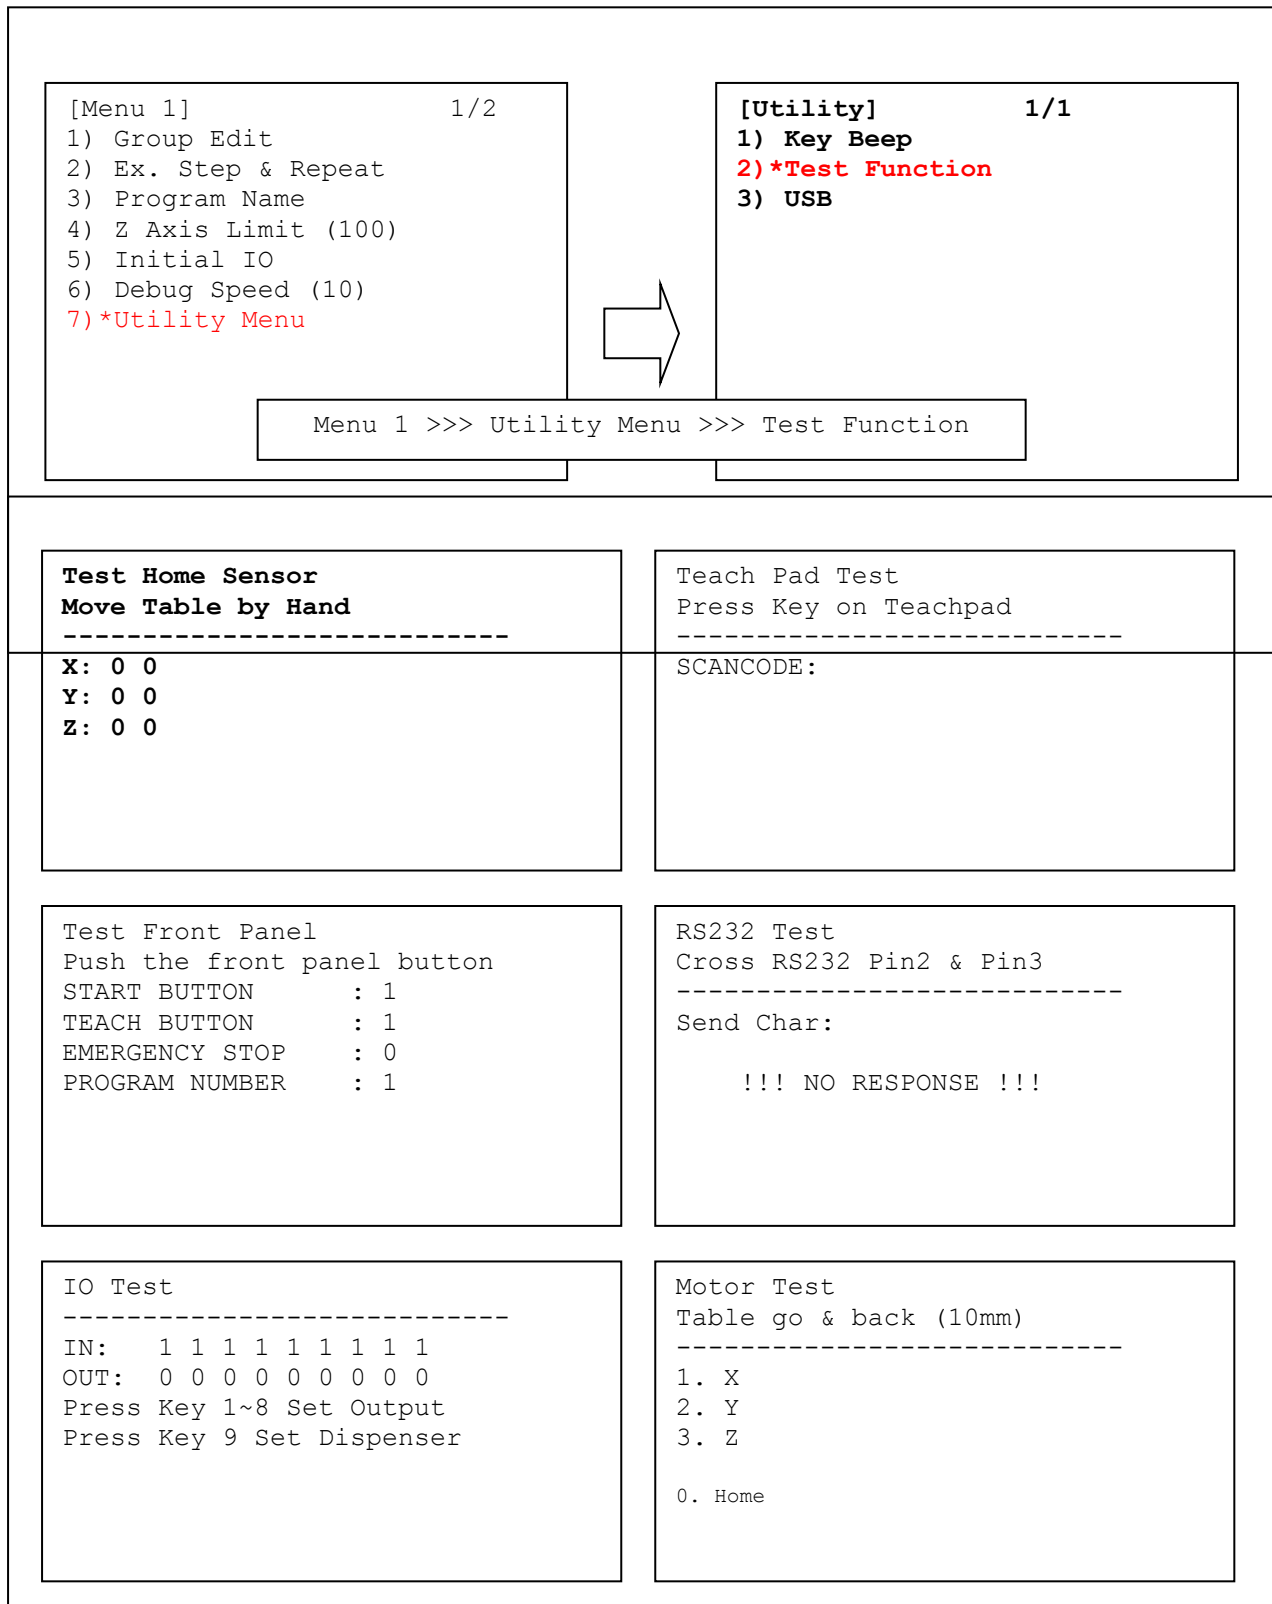 [Menu 1] 1/2
1) Group Edit
2) Ex. Step & Repeat
3) Program Name
4) Z Axis Limit (100)
5) Initial IO
6) Debug Speed (10)
7)*Utility Menu
[Utility] 1/1
1) Key Beep
2)*Test Function
3) USB
Menu 1 >>> Utility Menu >>> Test Function
Test Home Sensor
Move Table by Hand
----------------------------
X: 0 0
Y: 0 0
Z: 0 0
Teach Pad Test
Press Key on Teachpad
----------------------------
SCANCODE:
Test Front Panel
Push the front panel button
START BUTTON : 1
TEACH BUTTON : 1
EMERGENCY STOP : 0
PROGRAM NUMBER : 1
RS232 Test
Cross RS232 Pin2 & Pin3
----------------------------
Send Char:
!!! NO RESPONSE !!!
IO Test
----------------------------
IN: 1 1 1 1 1 1 1 1 1
OUT: 0 0 0 0 0 0 0 0 0
Press Key 1~8 Set Output
Press Key 9 Set Dispenser
Motor Test
Table go & back (10mm)
----------------------------
1. X
2. Y
3. Z
0. Home